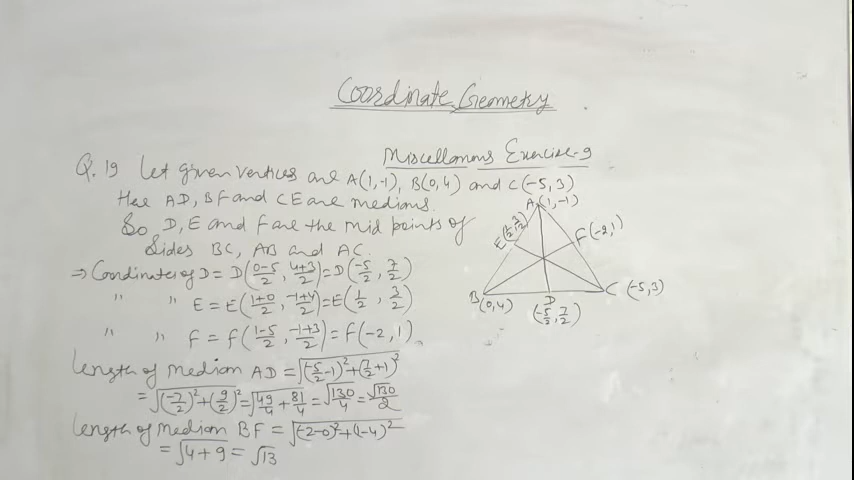 Coordinate Geometry
Miscellanous Exercise-9
Q. 19 Let given vertices are A(1,-1), B(0,4) and C(-5,3)
Here AD, BF and CE are medians.
So D, E and F are the mid points of
Sides BC, AB and AC.
⇒ Coordinates of D = D(0-5/2, 4+3/2) = D(-5/2, 7/2)
" " E = E(1+0/2, -1+4/2) = E(1/2, 3/2)
" " F = F(1-5/2, -1+3/2) = F(-2, 1)
Length of median AD = √(-5/2-1)²+(7/2+1)²
= √(-7/2)²+(9/2)² = √49/4+81/4 = √130/4 = √130/2
Length of median BF = √(-2-0)²+(1-4)²
= √4+9 = √13
A(1,-1)
E(1/2, 3/2)
F(-2,1)
B(0,4)
D
(-5/2, 7/2)
C (-5,3)